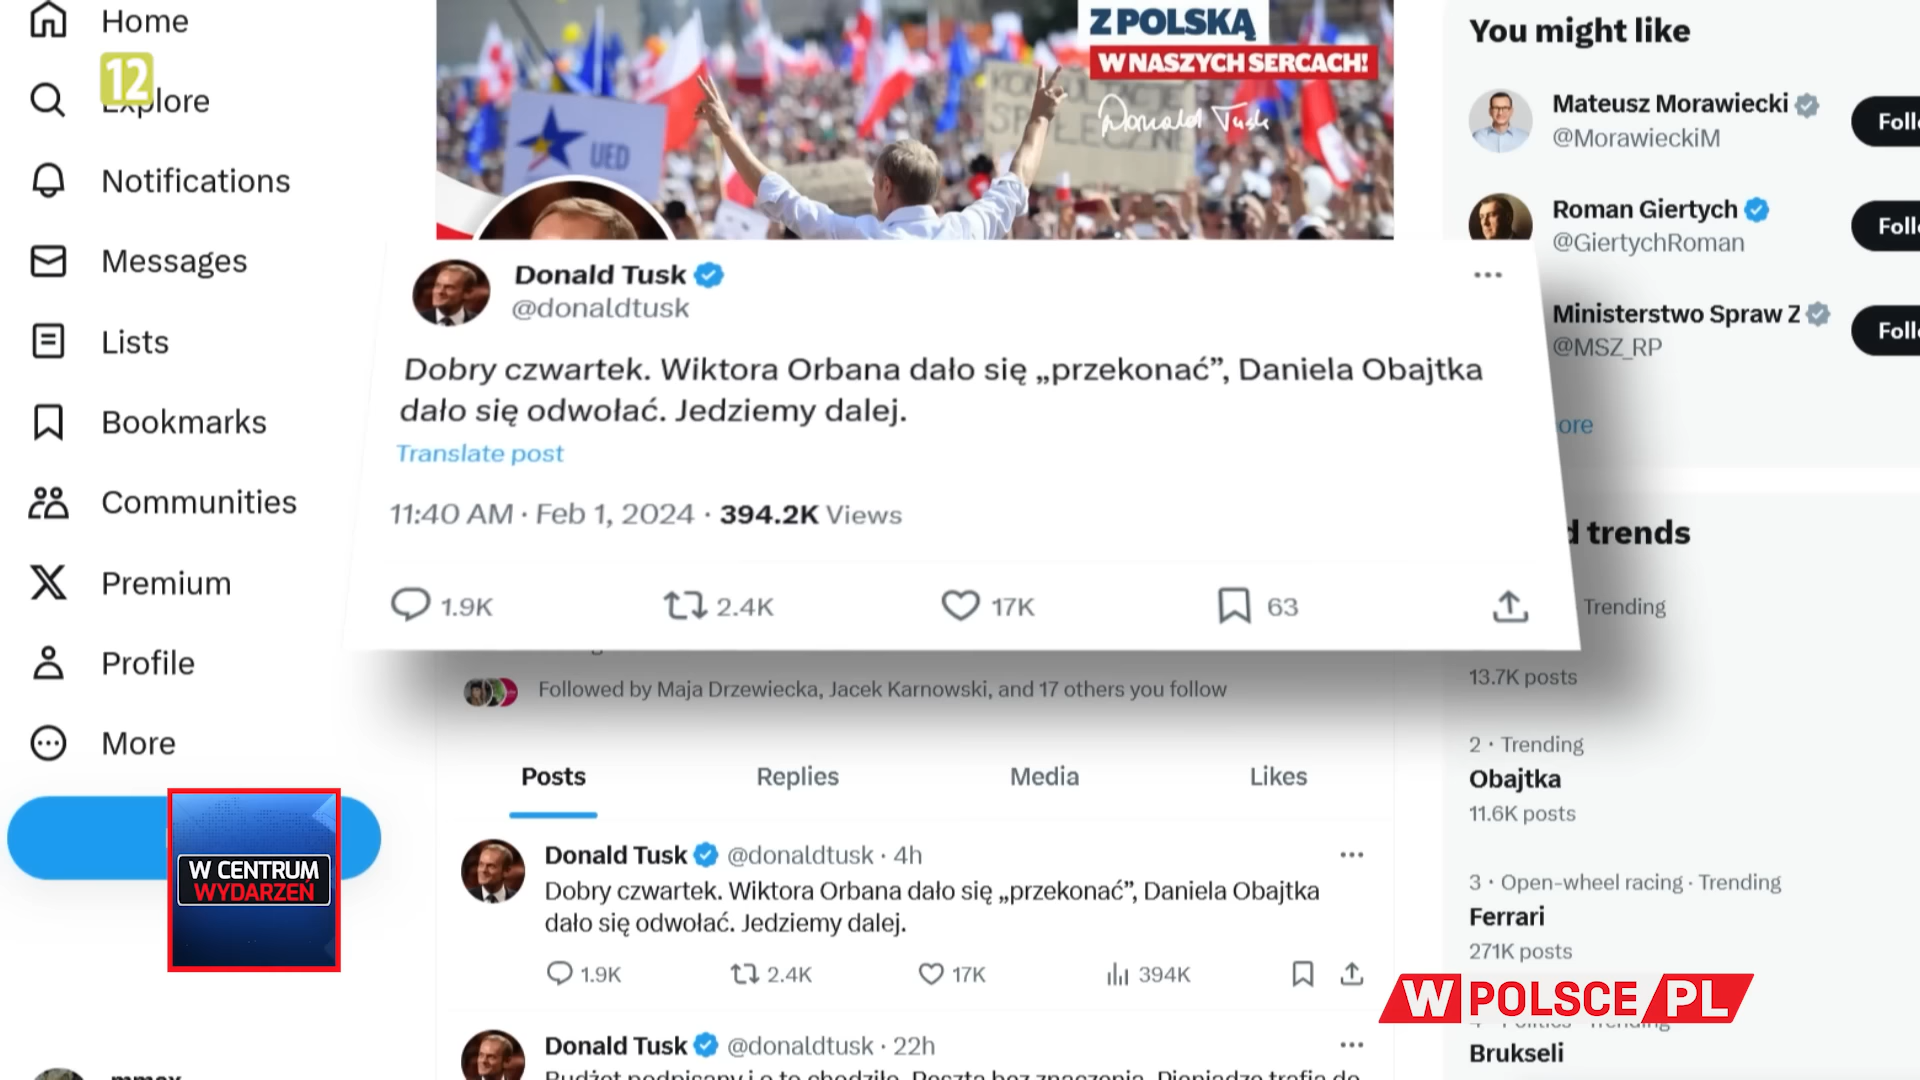 Home
12
Explore
Notifications
Messages
Lists
Bookmarks
Communities
Premium
Profile
More
W CENTRUM
WYDARZEŃ
Z POLSKĄ
W NASZYCH SERCACH!
Donald Tusk
UED
Donald Tusk
@donaldtusk
Dobry czwartek. Wiktora Orbana dało się „przekonać”, Daniela Obajtka
dało się odwołać. Jedziemy dalej.
Translate post
11:40 AM · Feb 1, 2024 · 394.2K Views
1.9K 2.4K 17K 63
Followed by Maja Drzewiecka, Jacek Karnowski, and 17 others you follow
Posts Replies Media Likes
Donald Tusk @donaldtusk · 4h
Dobry czwartek. Wiktora Orbana dało się „przekonać”, Daniela Obajtka
dało się odwołać. Jedziemy dalej.
1.9K 2.4K 17K 394K
Donald Tusk @donaldtusk · 22h
You might like
Mateusz Morawiecki
@MorawieckiM
Roman Giertych
@GiertychRoman
Ministerstwo Spraw Z
@MSZ_RP
trends
Trending
13.7K posts
2 · Trending
Obajtka
11.6K posts
3 · Open-wheel racing · Trending
Ferrari
271K posts
W POLSCE PL
Brukseli